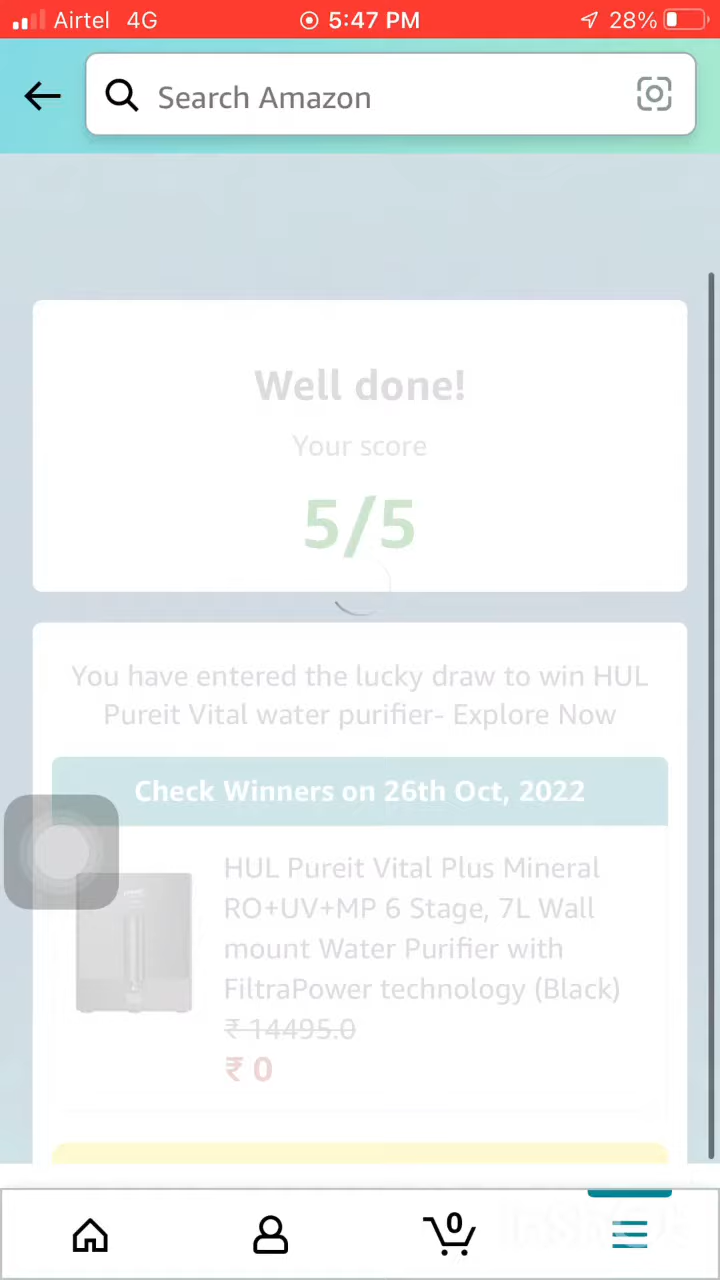 Airtel 4G 5:47 PM 28%
Search Amazon
Well done!
Your score
5/5
You have entered the lucky draw to win HUL
Pureit Vital water purifier- Explore Now
Check Winners on 26th Oct, 2022
HUL Pureit Vital Plus Mineral
RO+UV+MP 6 Stage, 7L Wall
mount Water Purifier with
FiltraPower technology (Black)
₹ 14495.0
₹ 0
0